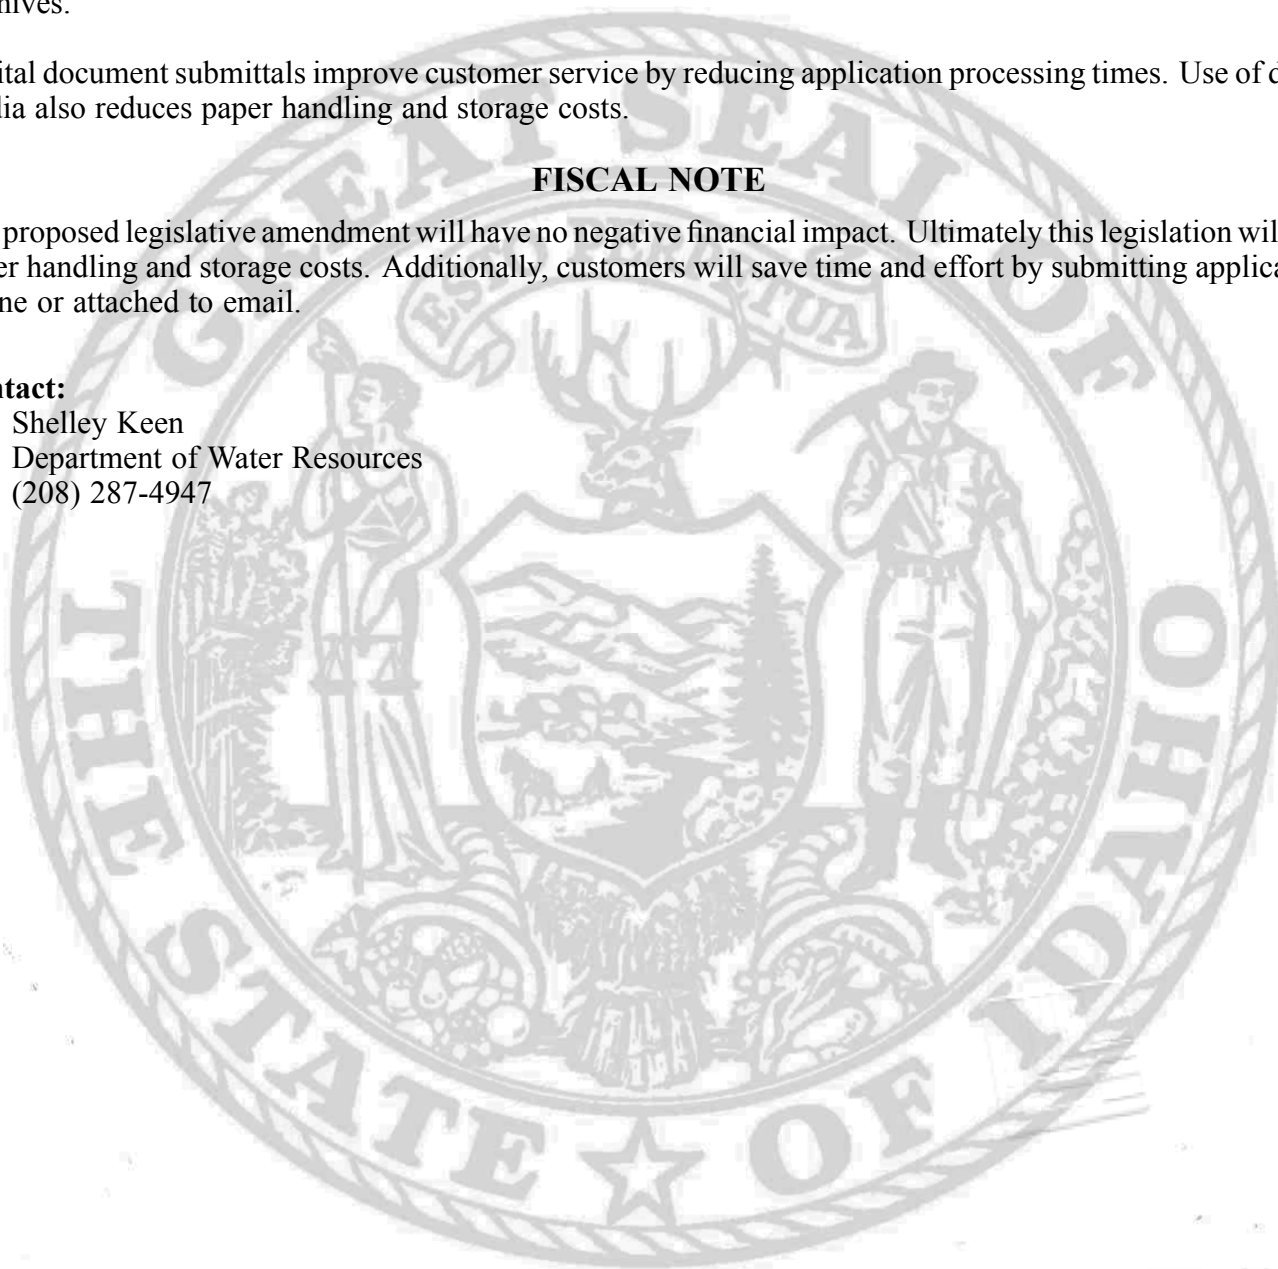 hives.
ital document submittals improve customer service by reducing application processing times. Use of d
lia also reduces paper handling and storage costs.
FISCAL NOTE
proposed legislative amendment will have no negative financial impact. Ultimately this legislation wil
er handling and storage costs. Additionally, customers will save time and effort by submitting applica
ne or attached to email.
ntact:
Shelley Keen
Department of Water Resources
(208) 287-4947
GREAT SEAL OF
THE STATE OF IDAHO
ESTO PERPETUA